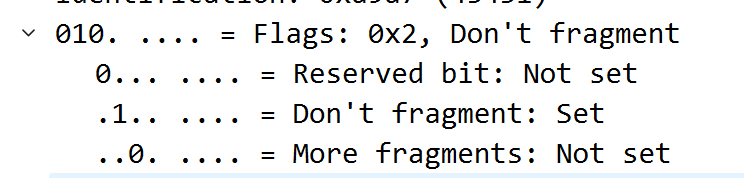 010. .... = Flags: 0x2, Don't fragment
0... .... = Reserved bit: Not set
.1.. .... = Don't fragment: Set
..0. .... = More fragments: Not set